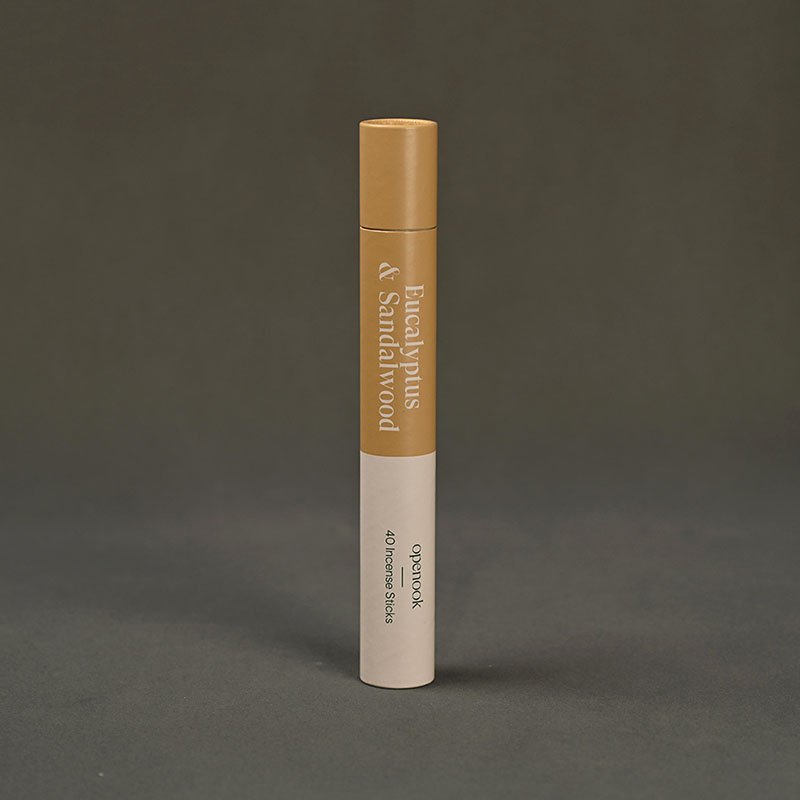 Eucalyptus
& Sandalwood
openook
40 Incense Sticks